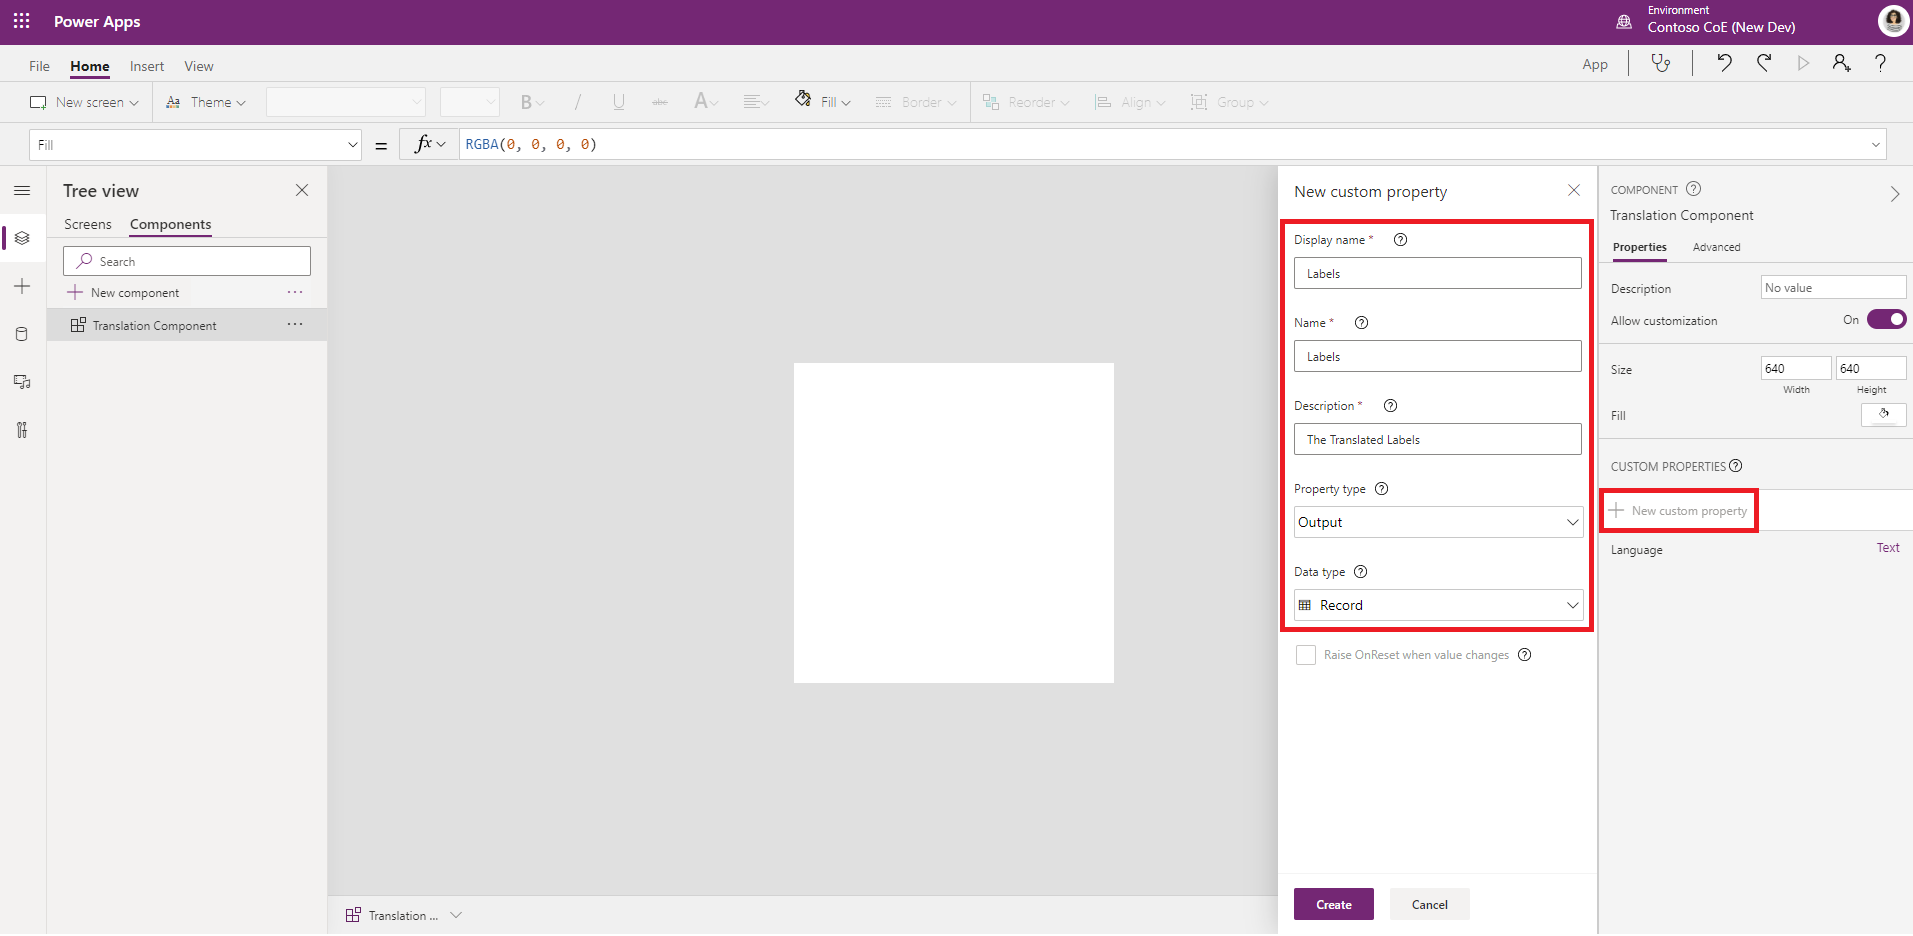 Power Apps
Environment
Contoso CoE (New Dev)
File Home Insert View
App
New screen Theme B / U abc A Fill Border Reorder Align Group
Fill = fx RGBA(0, 0, 0, 0)
Tree view
Screens Components
Search
New component ...
Translation Component ...
Translation ...
New custom property
Display name *
Labels
Name *
Labels
Description *
The Translated Labels
Property type
Output
Data type
Record
Raise OnReset when value changes
Create Cancel
COMPONENT
Translation Component
Properties Advanced
Description No value
Allow customization On
Size 640 640
Width Height
Fill
CUSTOM PROPERTIES
New custom property
Language Text